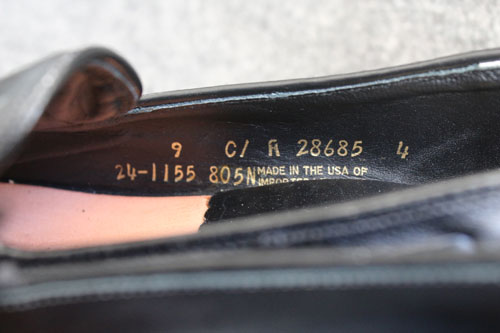 9 C/ A 28685 4
24-1155 805N MADE IN THE USA OF